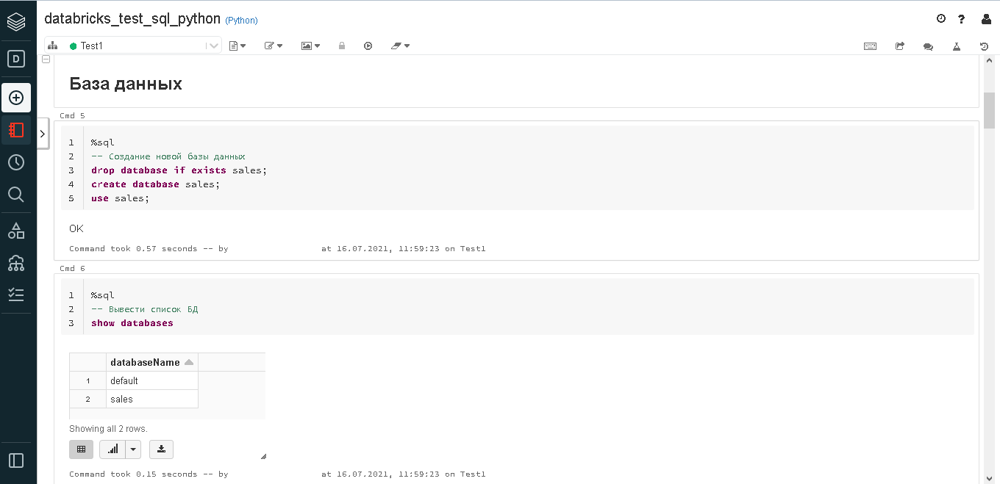 databricks_test_sql_python (Python)
Test1
База данных
Cmd 5
1 %sql
2 -- Создание новой базы данных
3 drop database if exists sales;
4 create database sales;
5 use sales;
OK
Command took 0.57 seconds -- by at 16.07.2021, 11:59:23 on Test1
Cmd 6
1 %sql
2 -- Вывести список БД
3 show databases
databaseName
1 default
2 sales
Showing all 2 rows.
Command took 0.15 seconds -- by at 16.07.2021, 11:59:23 on Test1
D